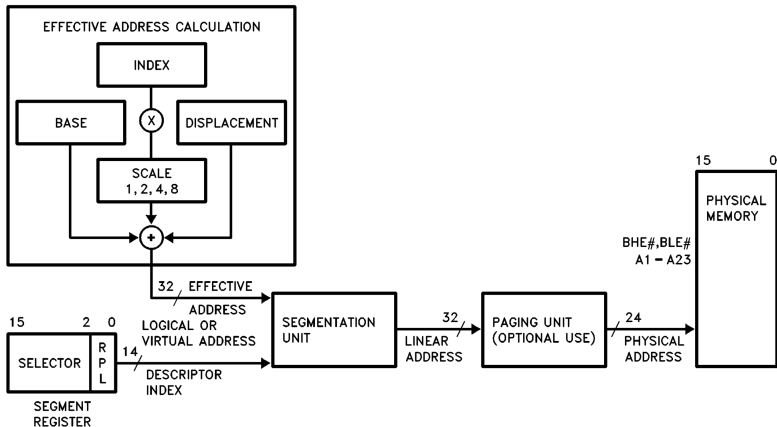 EFFECTIVE ADDRESS CALCULATION
INDEX
X
BASE
DISPLACEMENT
SCALE
1, 2, 4, 8
+
15 0
PHYSICAL
MEMORY
BHE#,BLE#
A1 – A23
32 EFFECTIVE
ADDRESS
LOGICAL OR
VIRTUAL ADDRESS
SEGMENTATION
UNIT
32
LINEAR
ADDRESS
PAGING UNIT
(OPTIONAL USE)
24
PHYSICAL
ADDRESS
15 2 0
SELECTOR
R
P
L
14
DESCRIPTOR
INDEX
SEGMENT
REGISTER